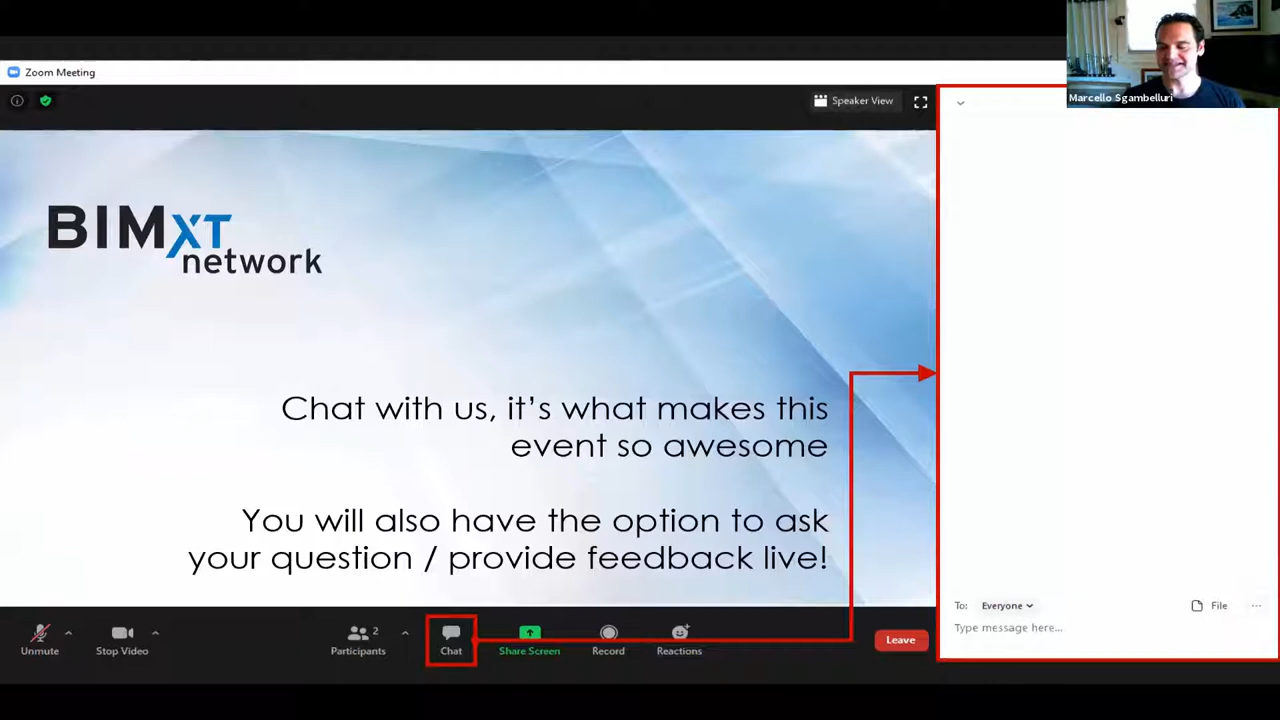 Zoom Meeting
Marcello Sgambelluri
Speaker View
BIMXT
network
Chat with us, it's what makes this
event so awesome
You will also have the option to ask
your question / provide feedback live!
To: Everyone
File
...
Type message here...
2
Unmute
Stop Video
Participants
Chat
Share Screen
Record
Reactions
Leave